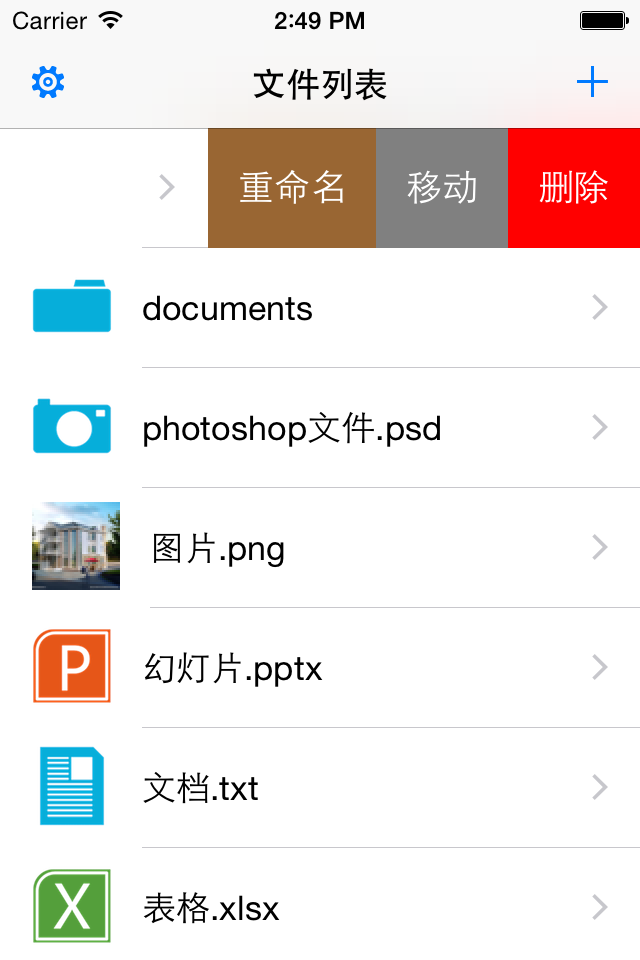 Carrier 2:49 PM
文件列表
重命名 移动 删除
documents
photoshop文件.psd
图片.png
幻灯片.pptx
文档.txt
表格.xlsx